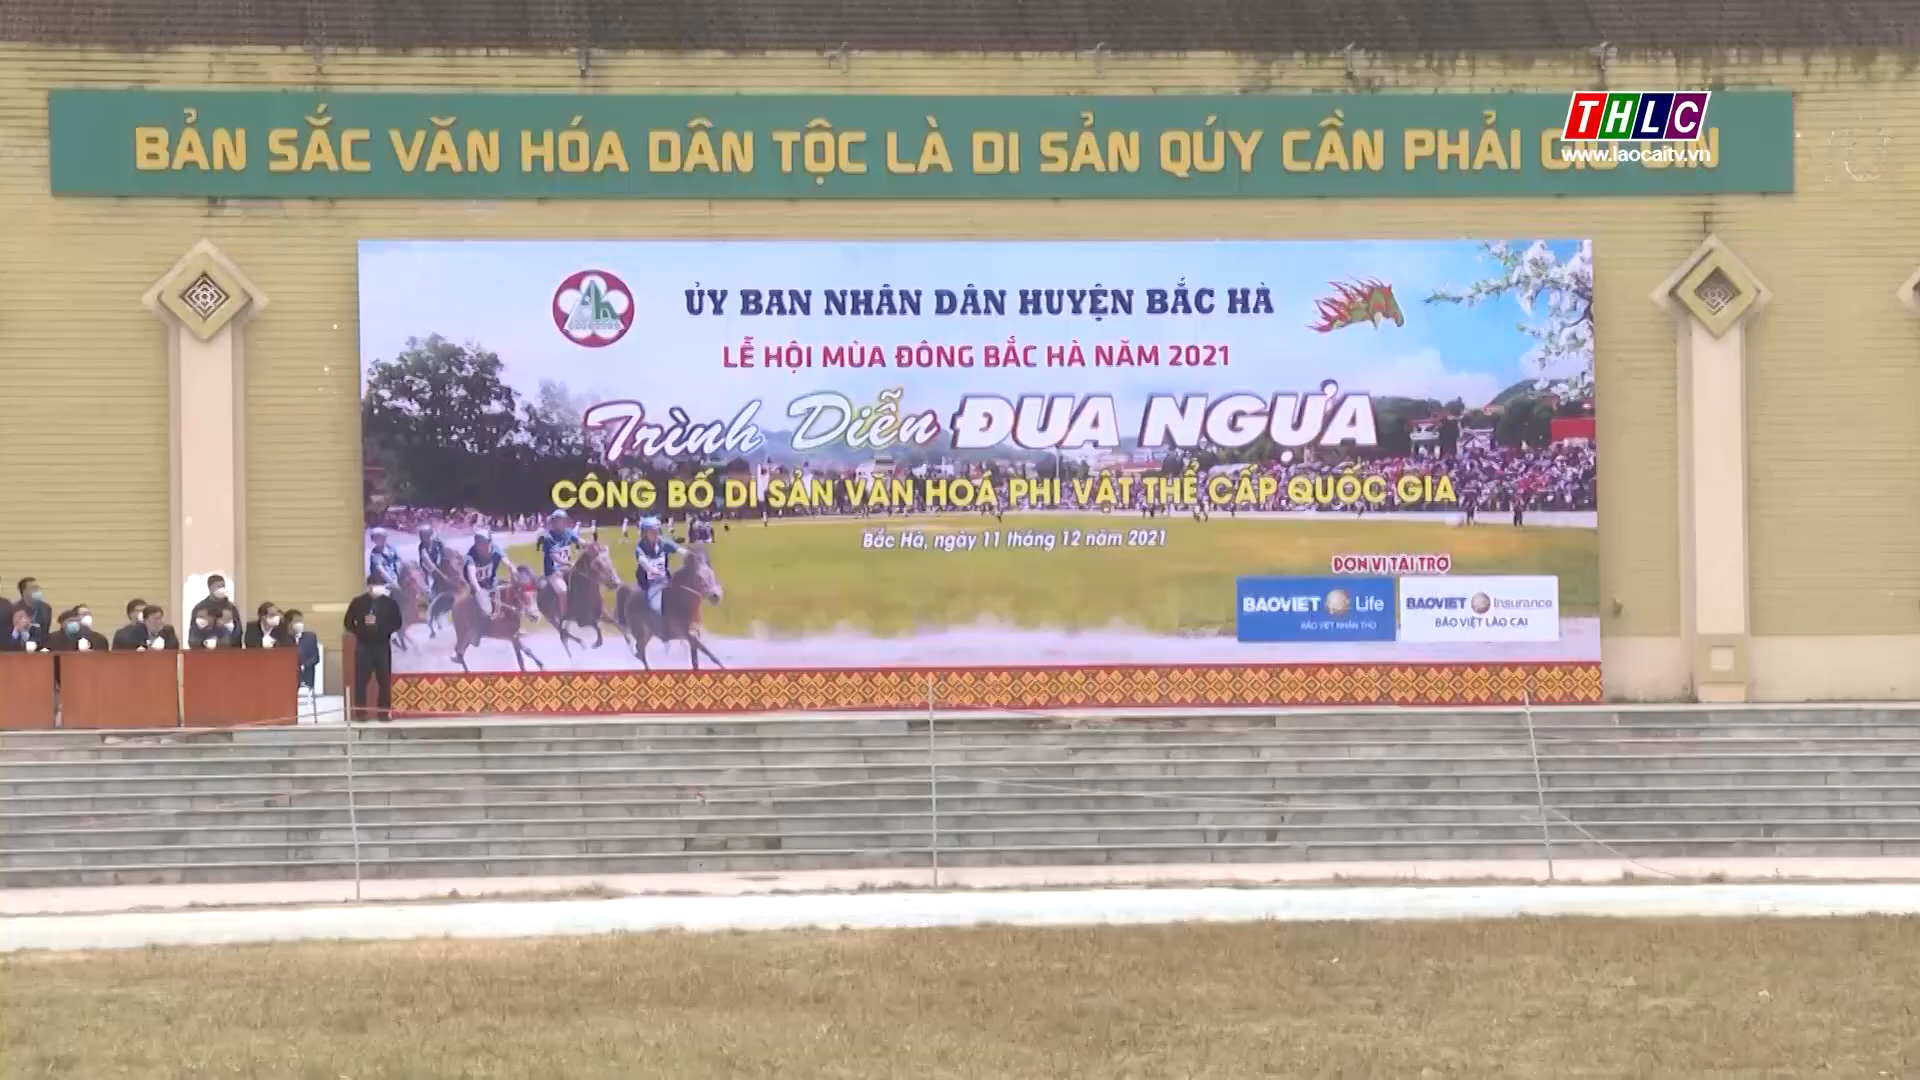 BẢN SẮC VĂN HÓA DÂN TỘC LÀ DI SẢN QÚY CẦN PHẢI
THLC
www.laocaitv.vn
ỦY BAN NHÂN DÂN HUYỆN BẮC HÀ
LỄ HỘI MÙA ĐÔNG BẮC HÀ NĂM 2021
Trình Diễn ĐUA NGỰA
CÔNG BỐ DI SẢN VĂN HOÁ PHI VẬT THỂ CẤP QUỐC GIA
Bắc Hà, ngày 11 tháng 12 năm 2021
ĐƠN VỊ TÀI TRỢ
BAOVIET Life
BẢO VIỆT NHÂN THỌ
BAOVIET Insurance
BẢO VIỆT LÀO CAI